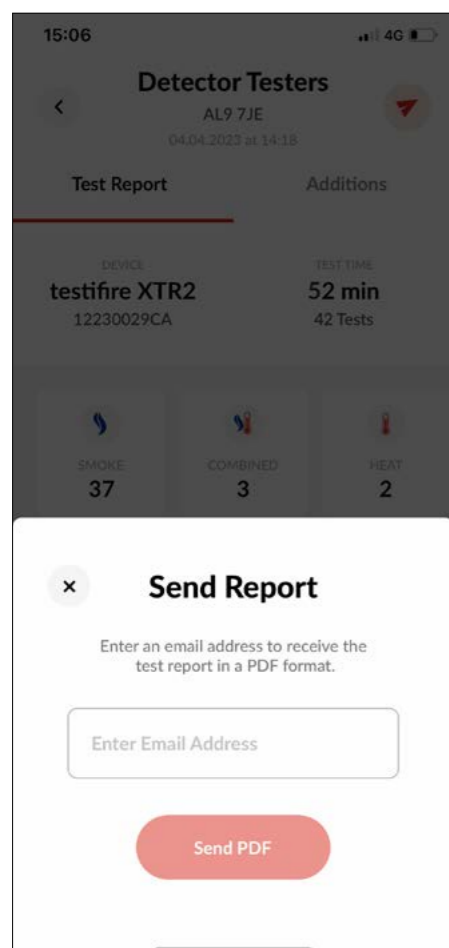 15:06
4G
Detector Testers
AL9 7JE
04.04.2023 at 14:18
Test Report
Additions
DEVICE
testifire XTR2
12230029CA
TEST TIME
52 min
42 Tests
SMOKE
37
COMBINED
3
HEAT
2
Send Report
Enter an email address to receive the
test report in a PDF format.
Enter Email Address
Send PDF